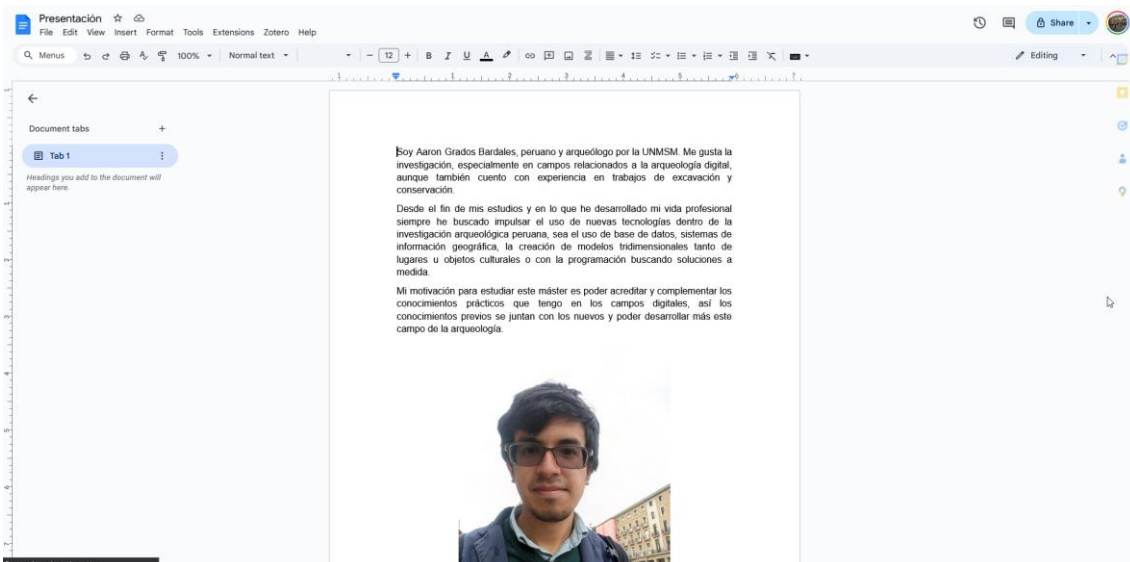 Presentación
File Edit View Insert Format Tools Extensions Zotero Help
Share
Menus
100%
Normal text
12
B I U A
Editing
1 1 2 3 4 5 6 7
Document tabs
Tab 1
Headings you add to the document will
appear here.
Soy Aaron Grados Bardales, peruano y arqueólogo por la UNMSM. Me gusta la
investigación, especialmente en campos relacionados a la arqueología digital,
aunque también cuento con experiencia en trabajos de excavación y
conservación.
Desde el fin de mis estudios y en lo que he desarrollado mi vida profesional
siempre he buscado impulsar el uso de nuevas tecnologías dentro de la
investigación arqueológica peruana, sea el uso de base de datos, sistemas de
información geográfica, la creación de modelos tridimensionales tanto de
lugares u objetos culturales o con la programación buscando soluciones a
medida.
Mi motivación para estudiar este máster es poder acreditar y complementar los
conocimientos prácticos que tengo en los campos digitales, así los
conocimientos previos se juntan con los nuevos y poder desarrollar más este
campo de la arqueología.